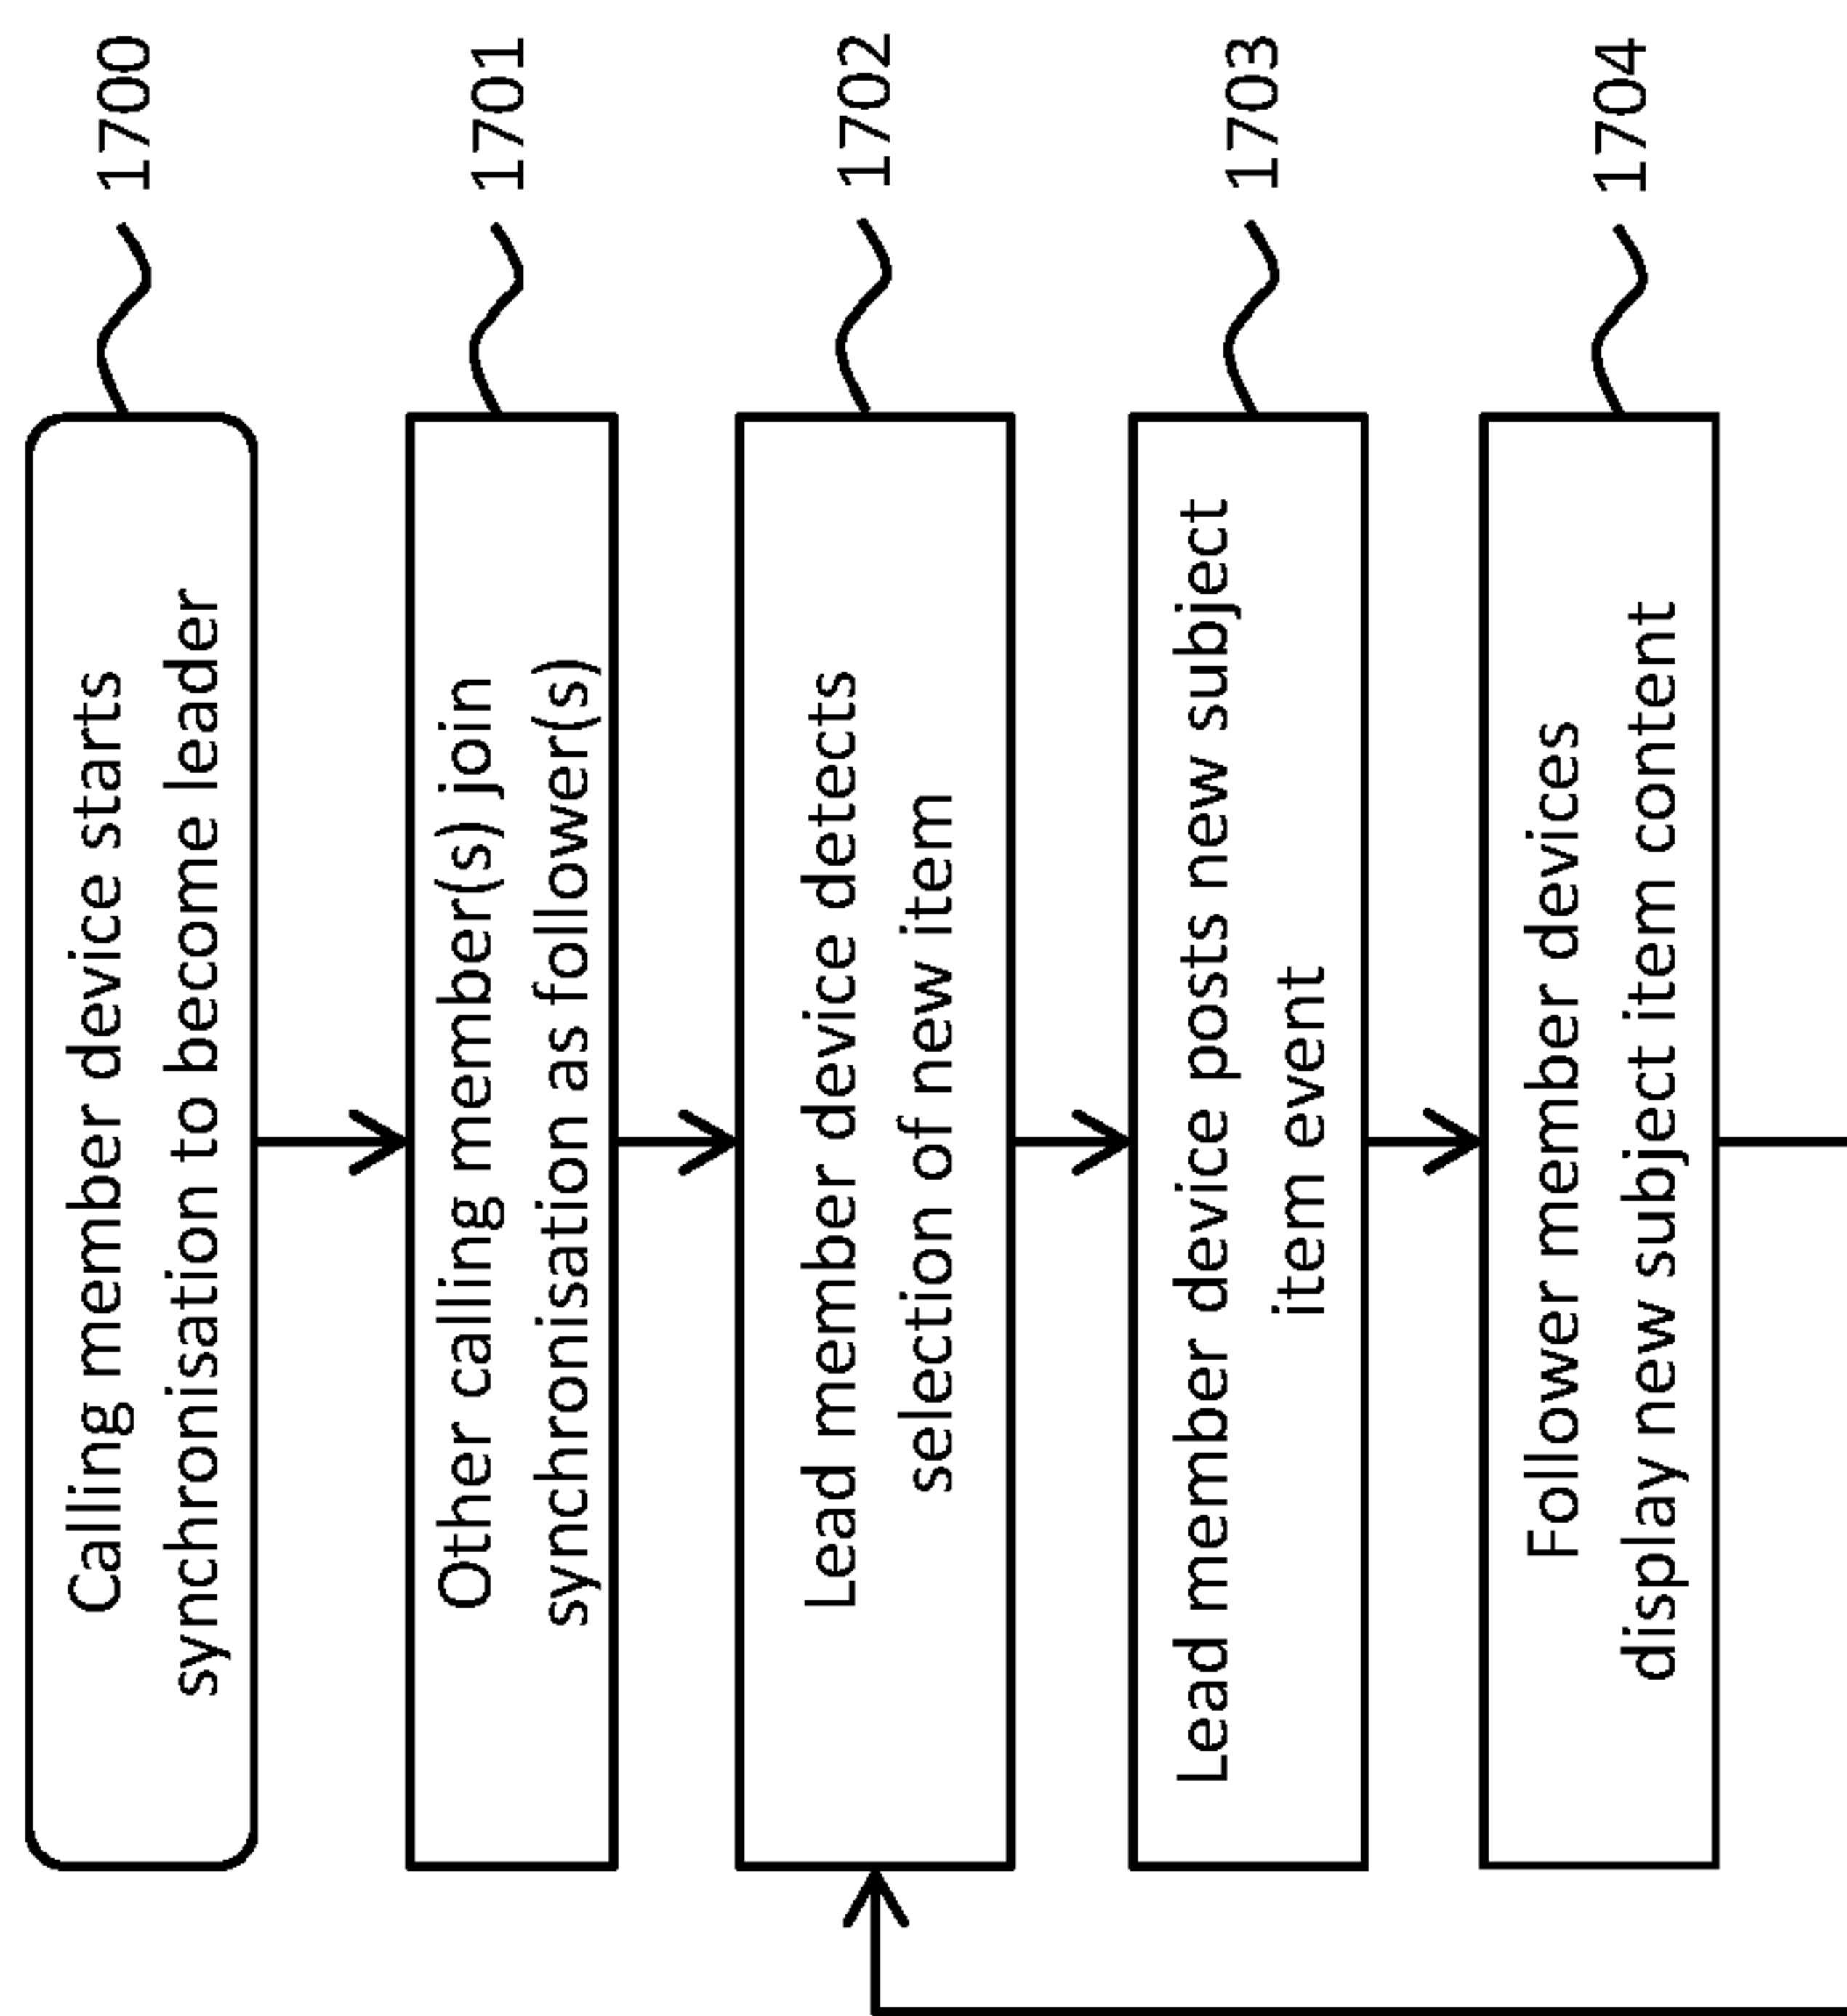 Calling member device starts
synchronisation to become leader
1700
Other calling member(s) join
synchronisation as follower(s)
1701
Lead member device detects
selection of new item
1702
Lead member device posts new subject
item event
1703
Follower member devices
display new subject item content
1704